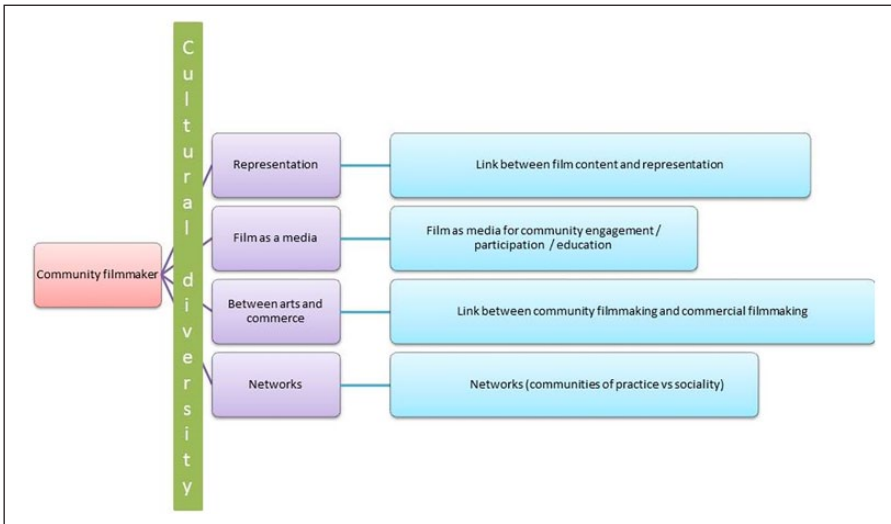 Cultural diversity
Representation
Link between film content and representation
Film as a media
Film as media for community engagement /
participation / education
Community filmmaker
Between arts and
commerce
Link between community filmmaking and commercial filmmaking
Networks
Networks (communities of practice vs sociality)